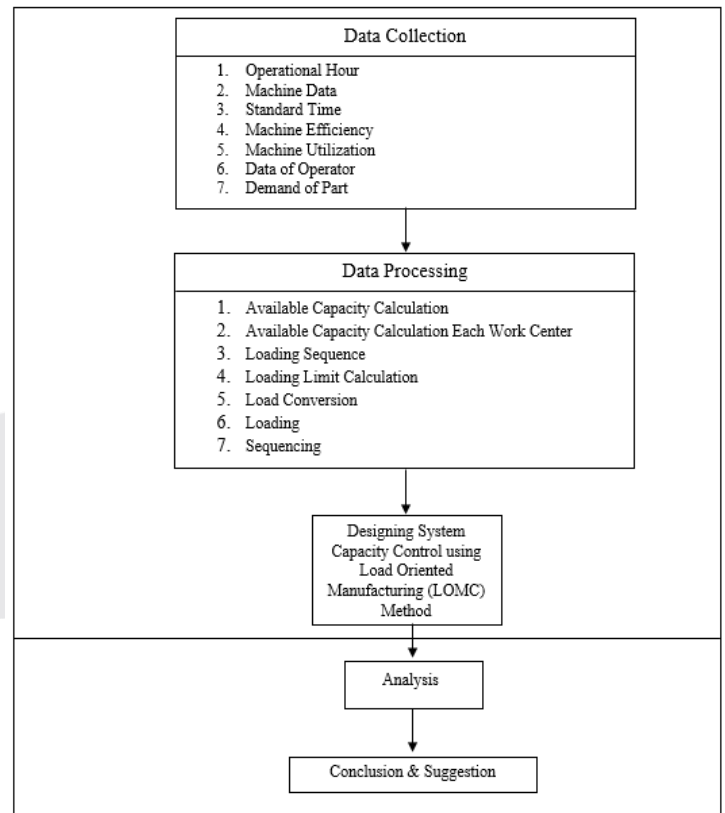 Data Collection
1. Operational Hour
2. Machine Data
3. Standard Time
4. Machine Efficiency
5. Machine Utilization
6. Data of Operator
7. Demand of Part
Data Processing
1. Available Capacity Calculation
2. Available Capacity Calculation Each Work Center
3. Loading Sequence
4. Loading Limit Calculation
5. Load Conversion
6. Loading
7. Sequencing
Designing System
Capacity Control using
Load Oriented
Manufacturing (LOMC)
Method
Analysis
Conclusion & Suggestion